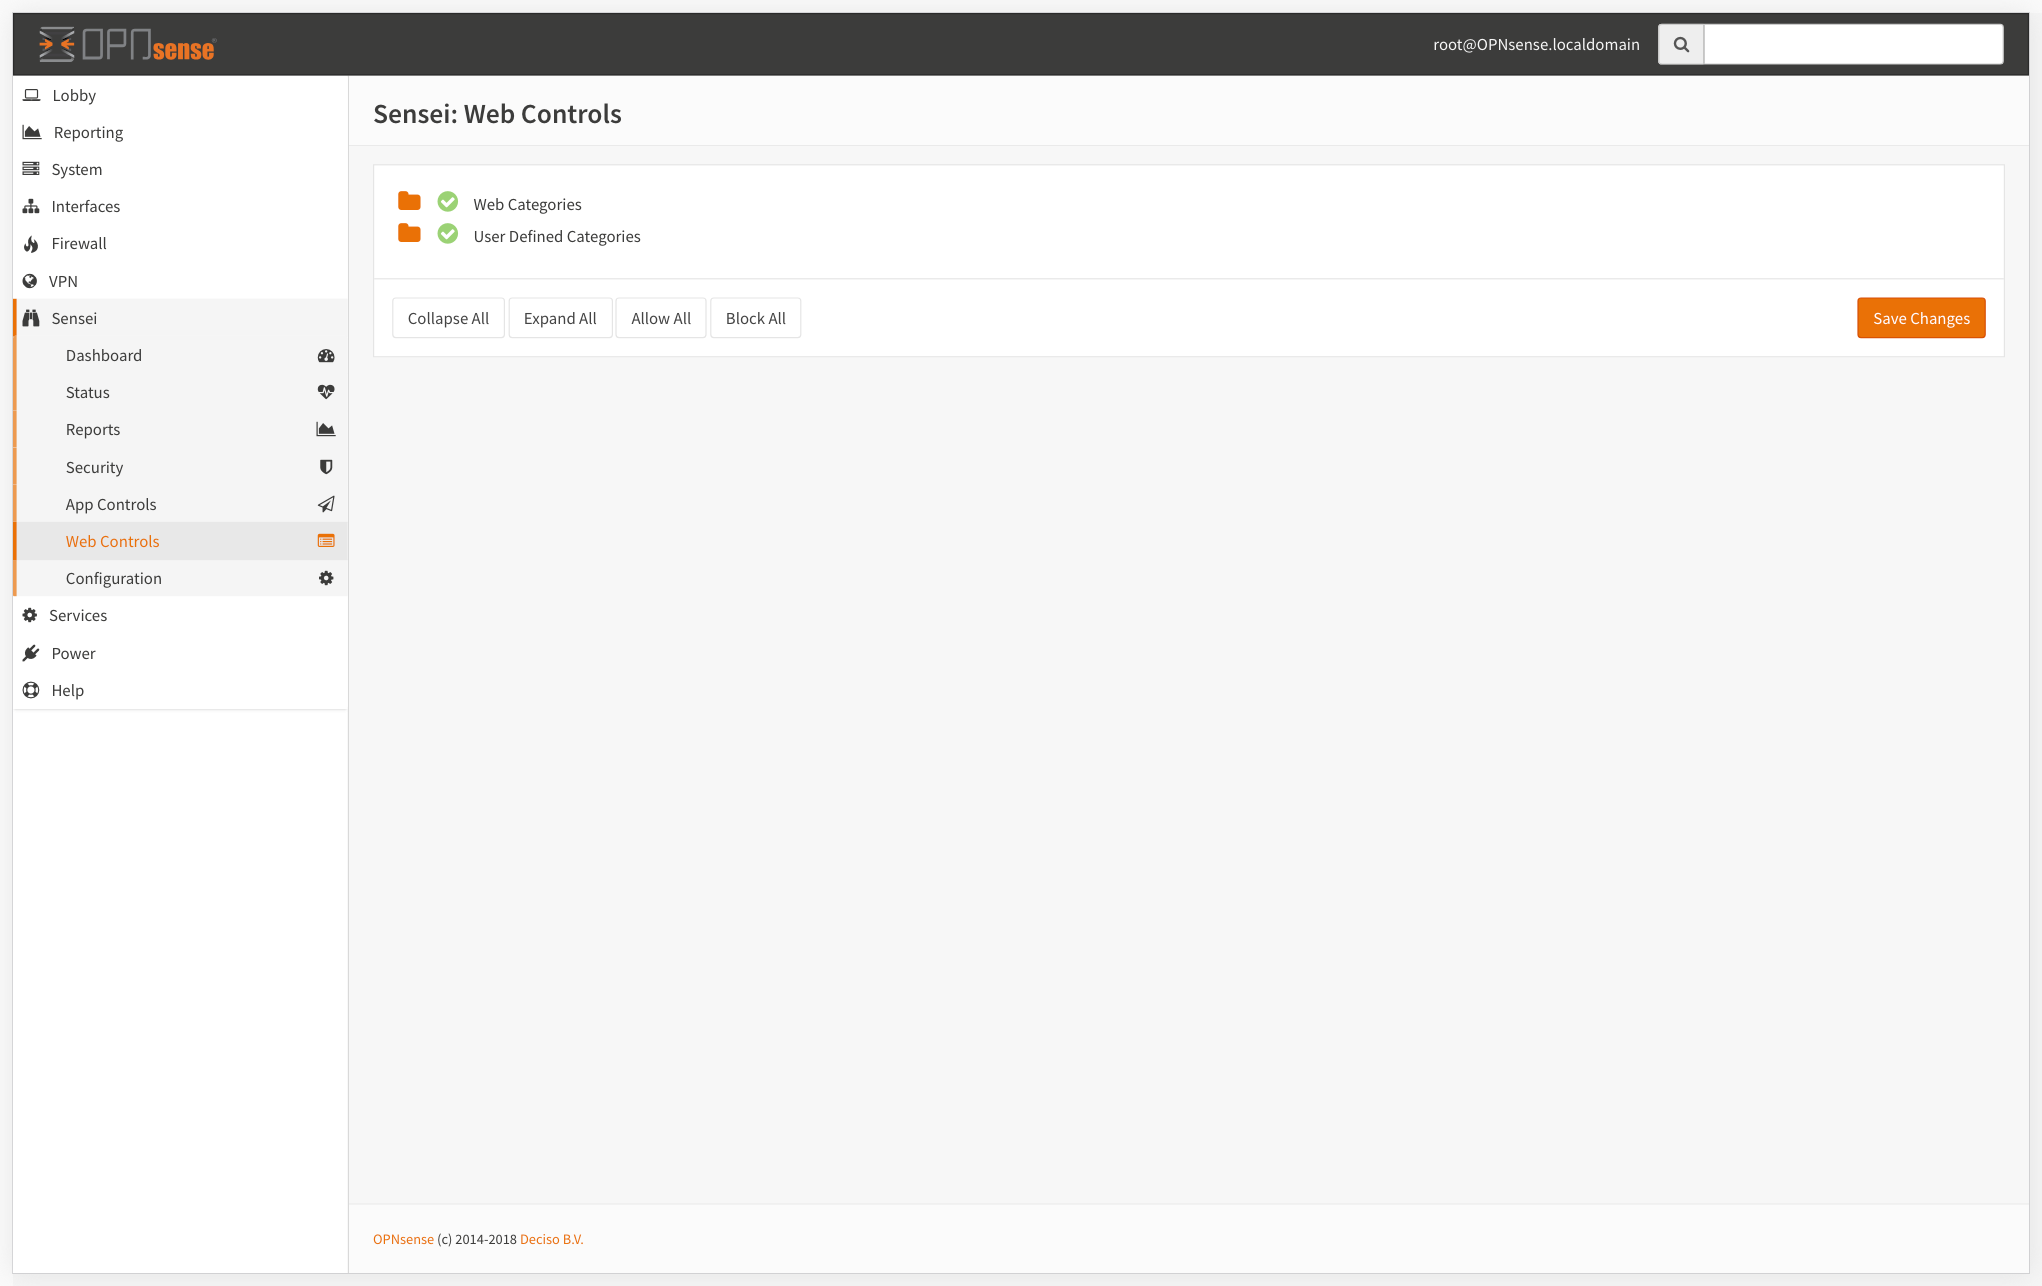 OPNsense
root@OPNsense.localdomain
Lobby
Reporting
System
Interfaces
Firewall
VPN
Sensei
Dashboard
Status
Reports
Security
App Controls
Web Controls
Configuration
Services
Power
Help
Sensei: Web Controls
Web Categories
User Defined Categories
Collapse All Expand All Allow All Block All Save Changes
OPNsense (c) 2014-2018 Deciso B.V.